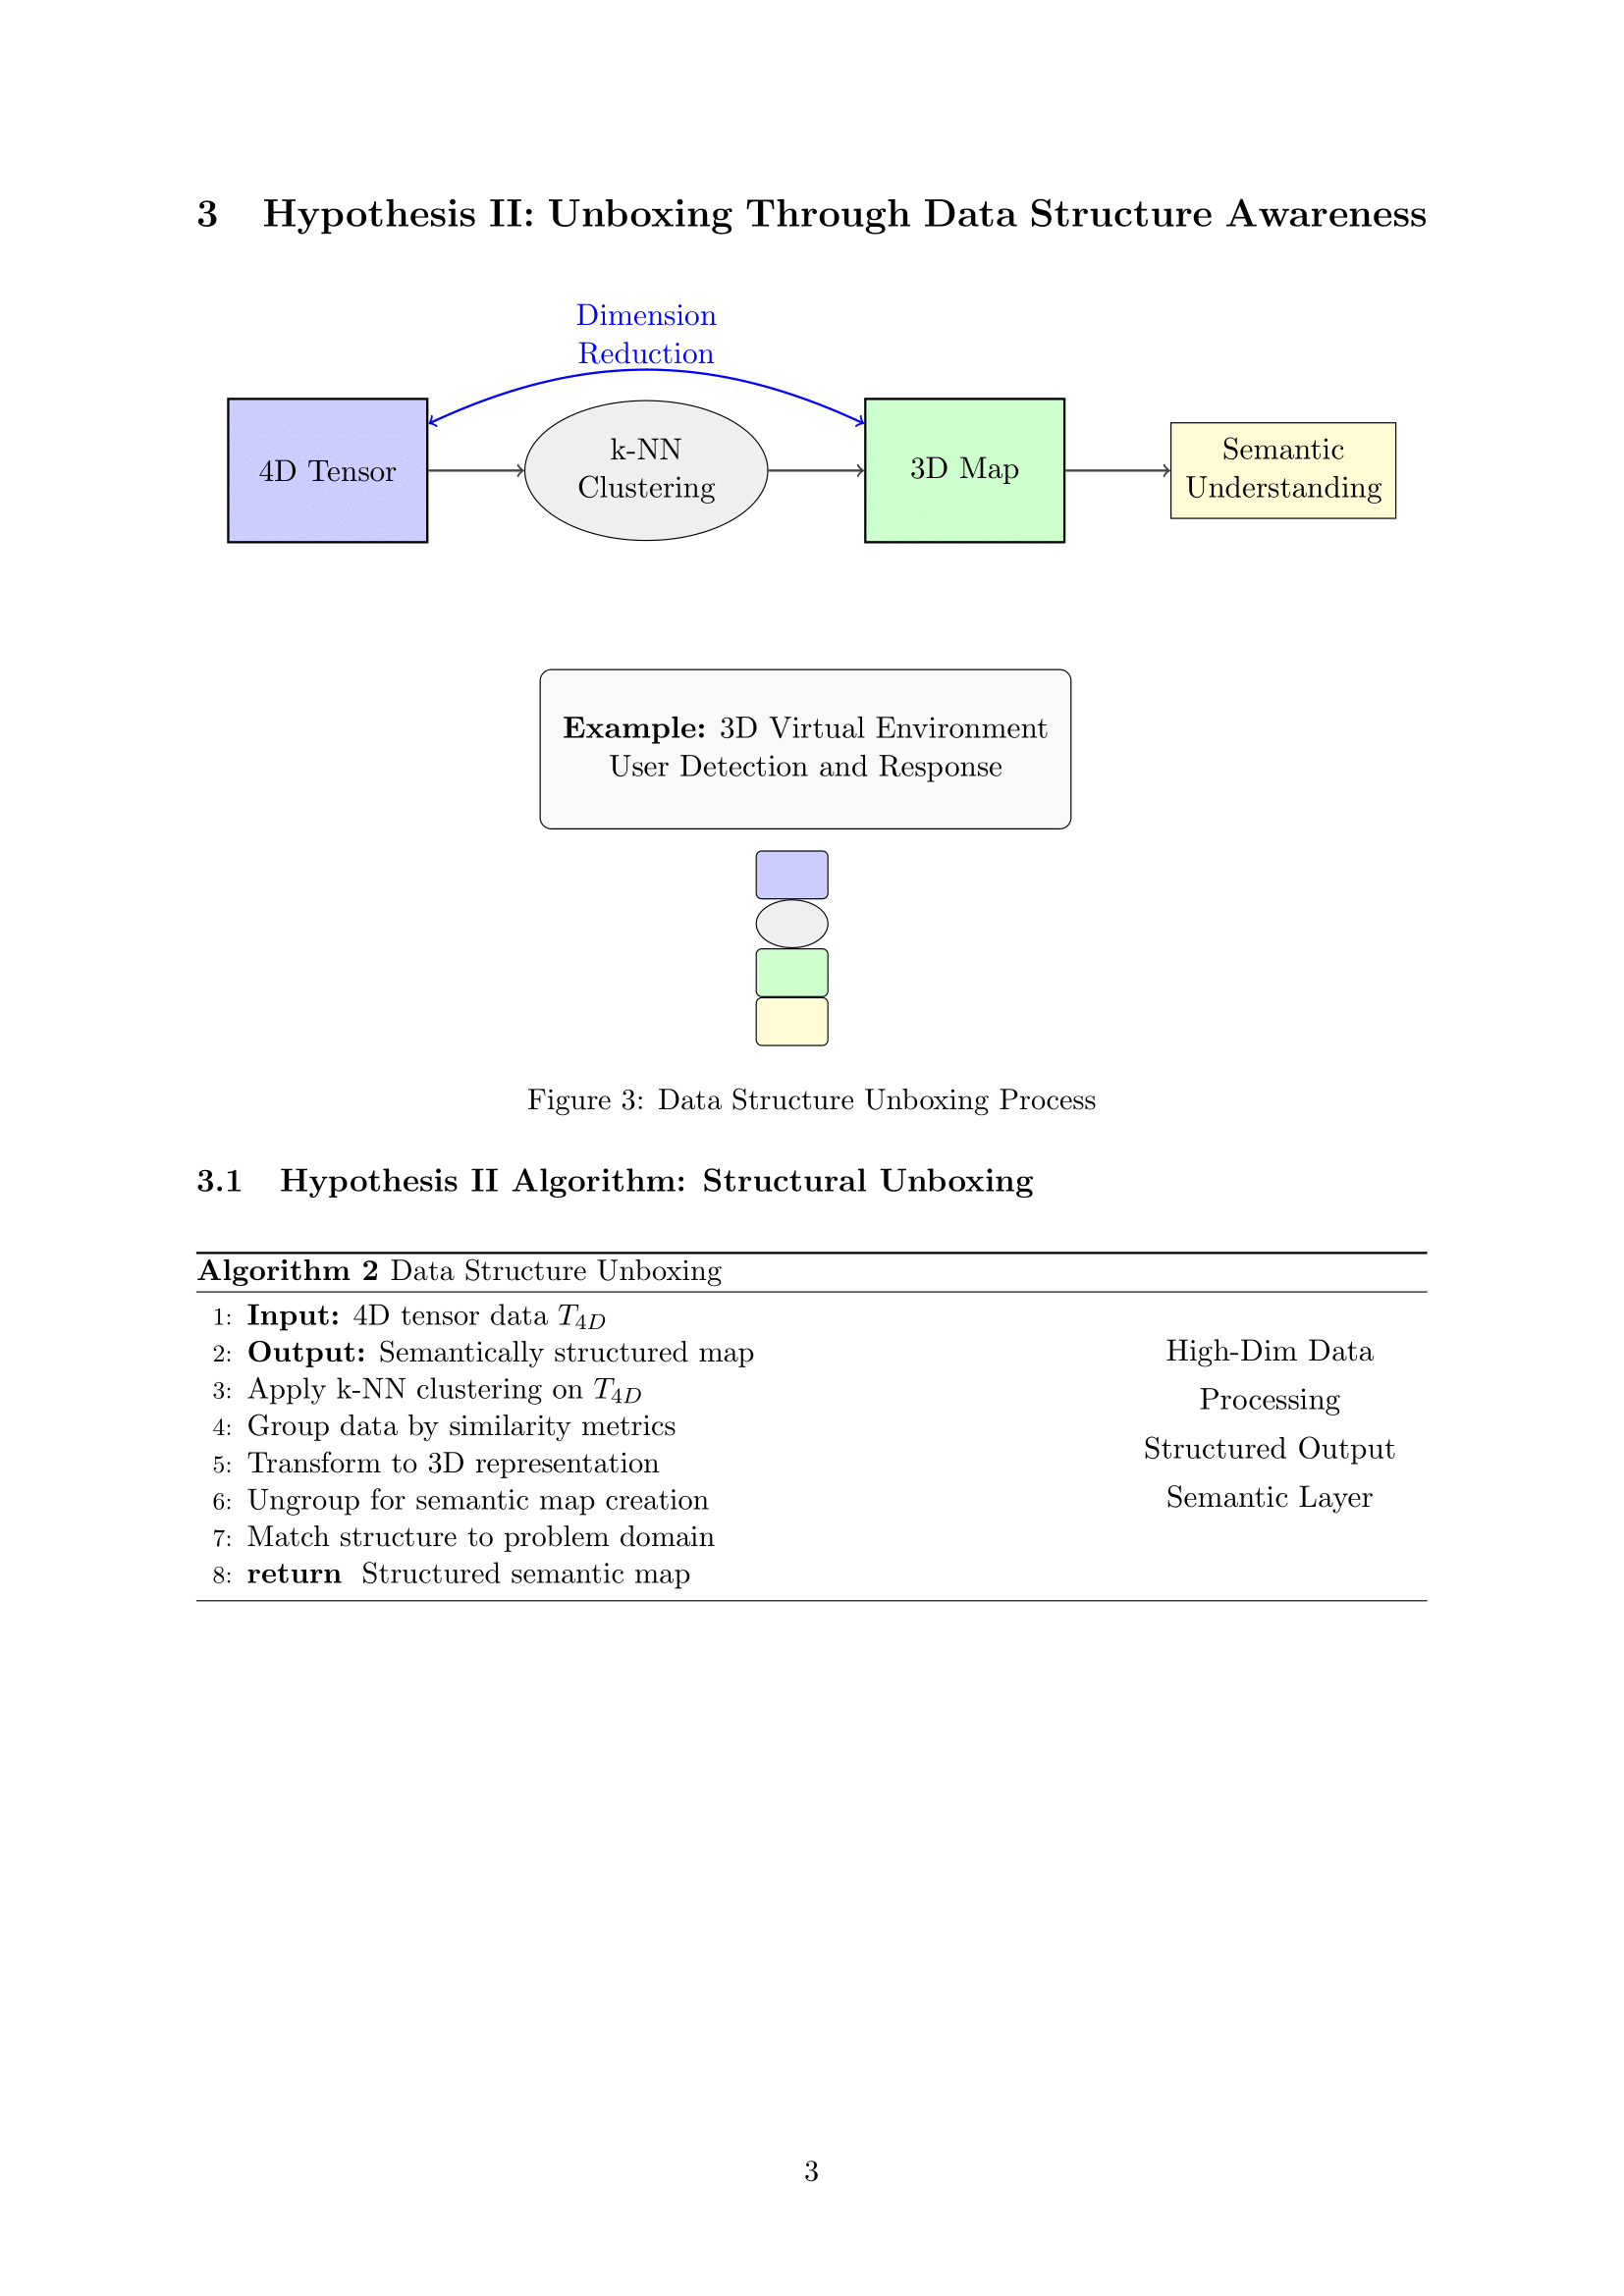 3 Hypothesis II: Unboxing Through Data Structure Awareness
Dimension
Reduction
4D Tensor
k-NN
Clustering
3D Map
Semantic
Understanding
Example: 3D Virtual Environment
User Detection and Response
Figure 3: Data Structure Unboxing Process
3.1 Hypothesis II Algorithm: Structural Unboxing
Algorithm 2 Data Structure Unboxing
1: Input: 4D tensor data T4D
2: Output: Semantically structured map
3: Apply k-NN clustering on T4D
4: Group data by similarity metrics
5: Transform to 3D representation
6: Ungroup for semantic map creation
7: Match structure to problem domain
8: return Structured semantic map
High-Dim Data
Processing
Structured Output
Semantic Layer
3